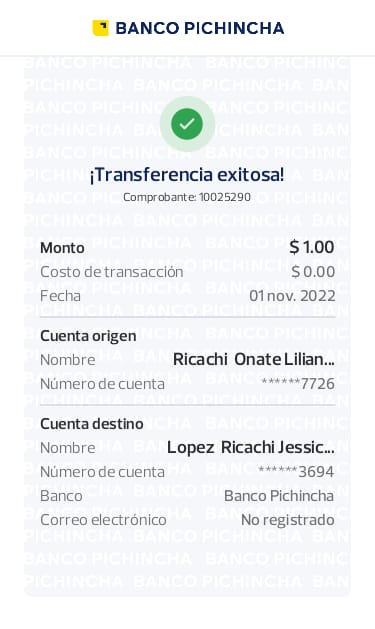 BANCO PICHINCHA
¡Transferencia exitosa!
Comprobante: 10025290
Monto $ 1.00
Costo de transacción $ 0.00
Fecha 01 nov. 2022
Cuenta origen
Nombre Ricachi Onate Lilian...
Número de cuenta ******7726
Cuenta destino
Nombre Lopez Ricachi Jessic...
Número de cuenta ******3694
Banco Banco Pichincha
Correo electrónico No registrado